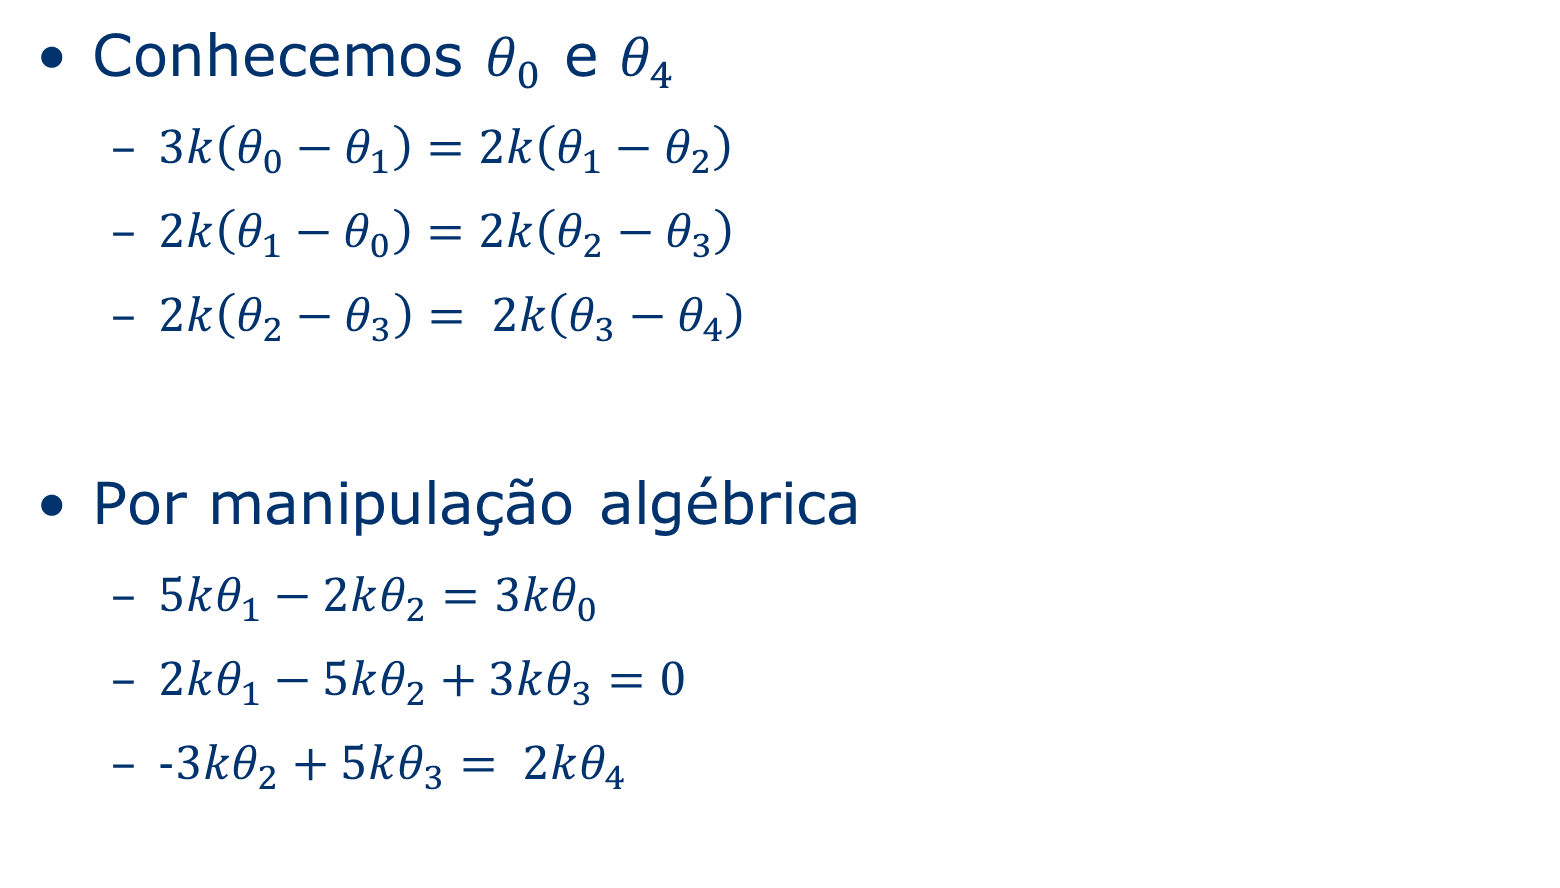 • Conhecemos θ₀ e θ₄
– 3k(θ₀ − θ₁) = 2k(θ₁ − θ₂)
– 2k(θ₁ − θ₀) = 2k(θ₂ − θ₃)
– 2k(θ₂ − θ₃) = 2k(θ₃ − θ₄)
• Por manipulação algébrica
– 5kθ₁ − 2kθ₂ = 3kθ₀
– 2kθ₁ − 5kθ₂ + 3kθ₃ = 0
– -3kθ₂ + 5kθ₃ = 2kθ₄